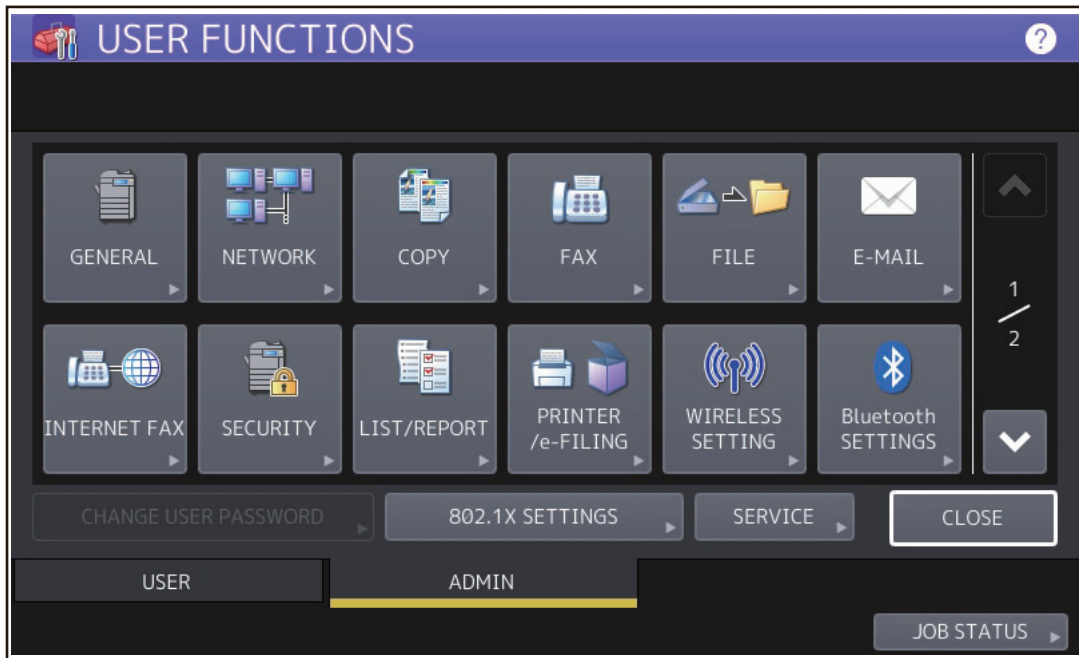 USER FUNCTIONS
?
GENERAL
NETWORK
COPY
FAX
FILE
E-MAIL
1
2
INTERNET FAX
SECURITY
LIST/REPORT
PRINTER
/e-FILING
WIRELESS
SETTING
Bluetooth
SETTINGS
CHANGE USER PASSWORD
802.1X SETTINGS
SERVICE
CLOSE
USER
ADMIN
JOB STATUS